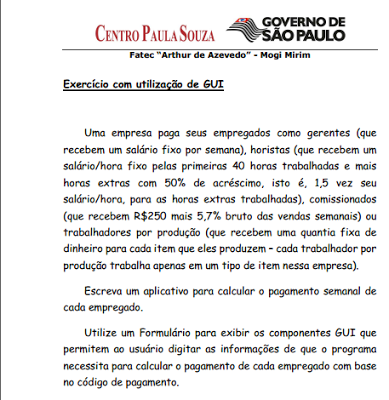 CENTRO PAULA SOUZA
GOVERNO DE
SÃO PAULO
Fatec “Arthur de Azevedo” - Mogi Mirim
Exercício com utilização de GUI
Uma empresa paga seus empregados como gerentes (que
recebem um salário fixo por semana), horistas (que recebem um
salário/hora fixo pelas primeiras 40 horas trabalhadas e mais
horas extras com 50% de acréscimo, isto é, 1,5 vez seu
salário/hora, para as horas extras trabalhadas), comissionados
(que recebem R$250 mais 5,7% bruto das vendas semanais) ou
trabalhadores por produção (que recebem uma quantia fixa de
dinheiro para cada item que eles produzem – cada trabalhador por
produção trabalha apenas em um tipo de item nessa empresa).
Escreva um aplicativo para calcular o pagamento semanal de
cada empregado.
Utilize um Formulário para exibir os componentes GUI que
permitem ao usuário digitar as informações de que o programa
necessita para calcular o pagamento de cada empregado com base
no código de pagamento.